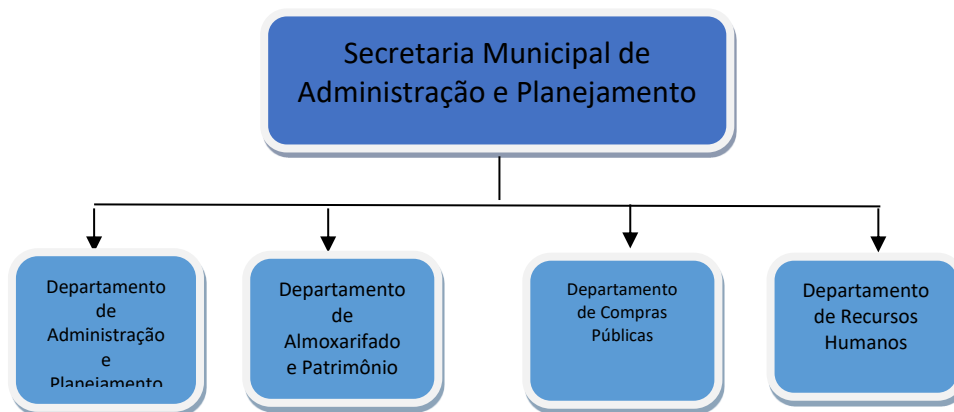 Secretaria Municipal de
Administração e Planejamento
Departamento
de
Administração
e
Planejamento
Departamento
de
Almoxarifado
e Patrimônio
Departamento
de Compras
Públicas
Departamento
de Recursos
Humanos